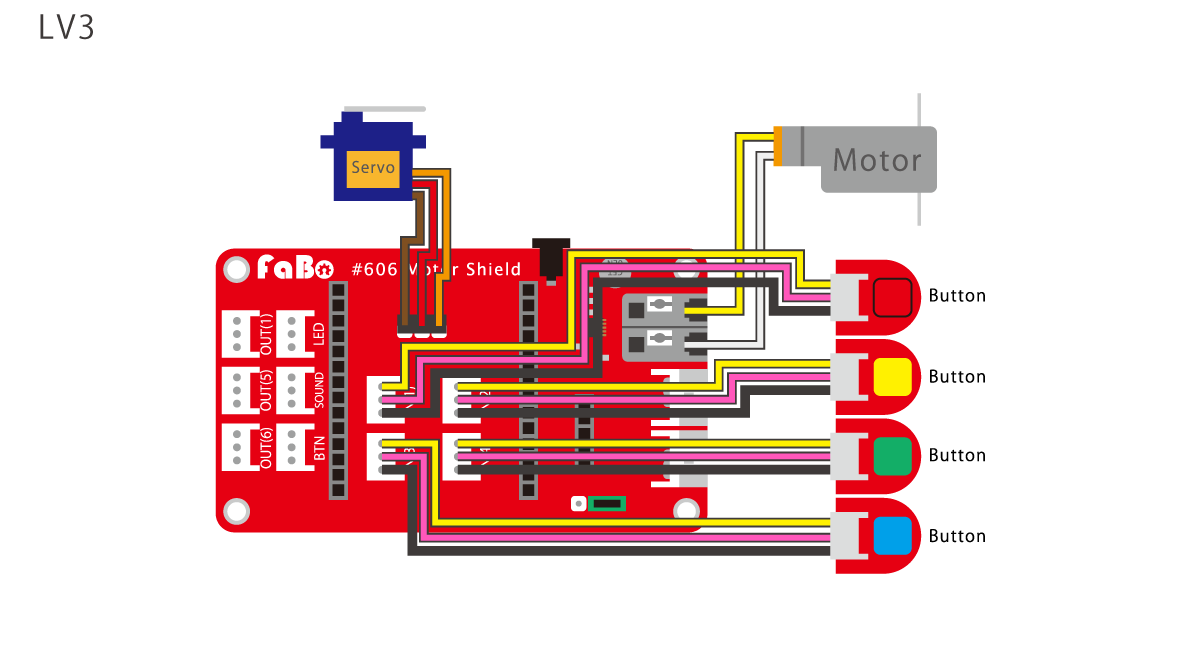 LV3
Servo
Motor
FaBo
#606 Motor Shield
Button
OUT(1)
LED
OUT(5)
SOUND
Button
OUT(6)
BTN
Button
Button